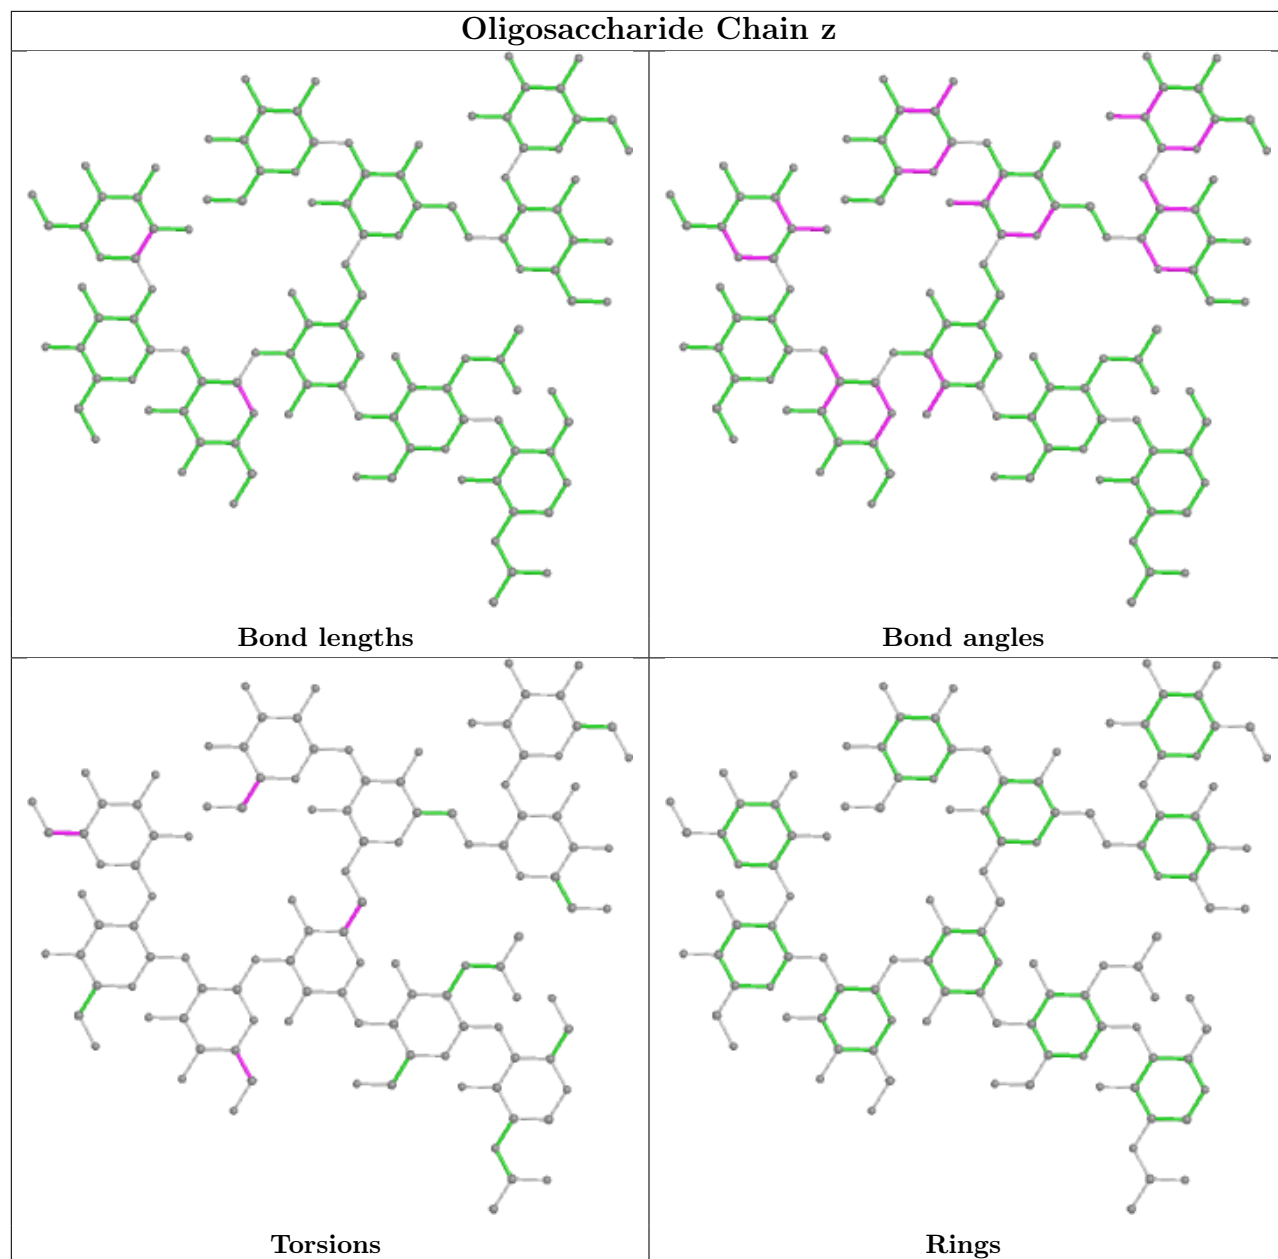 Oligosaccharide Chain z
Bond lengths
Bond angles
Torsions
Rings